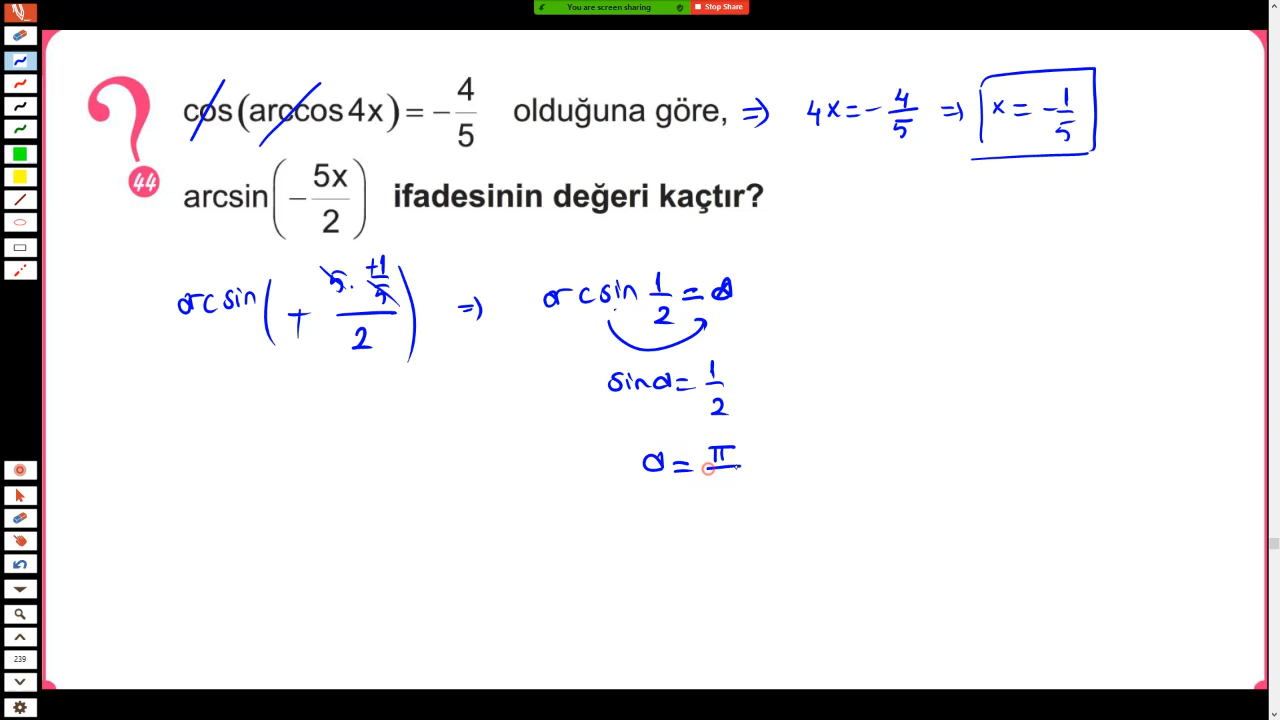 You are screen sharing Stop Share
cos(arccos 4x) = -4/5 olduğuna göre, ⇒ 4x = -4/5 ⇒ x = -1/5
44
arcsin(-5x/2) ifadesinin değeri kaçtır?
arcsin(+ 5·+1/5 / 2) ⇒ arcsin 1/2 = a
sina = 1/2
a = π
239